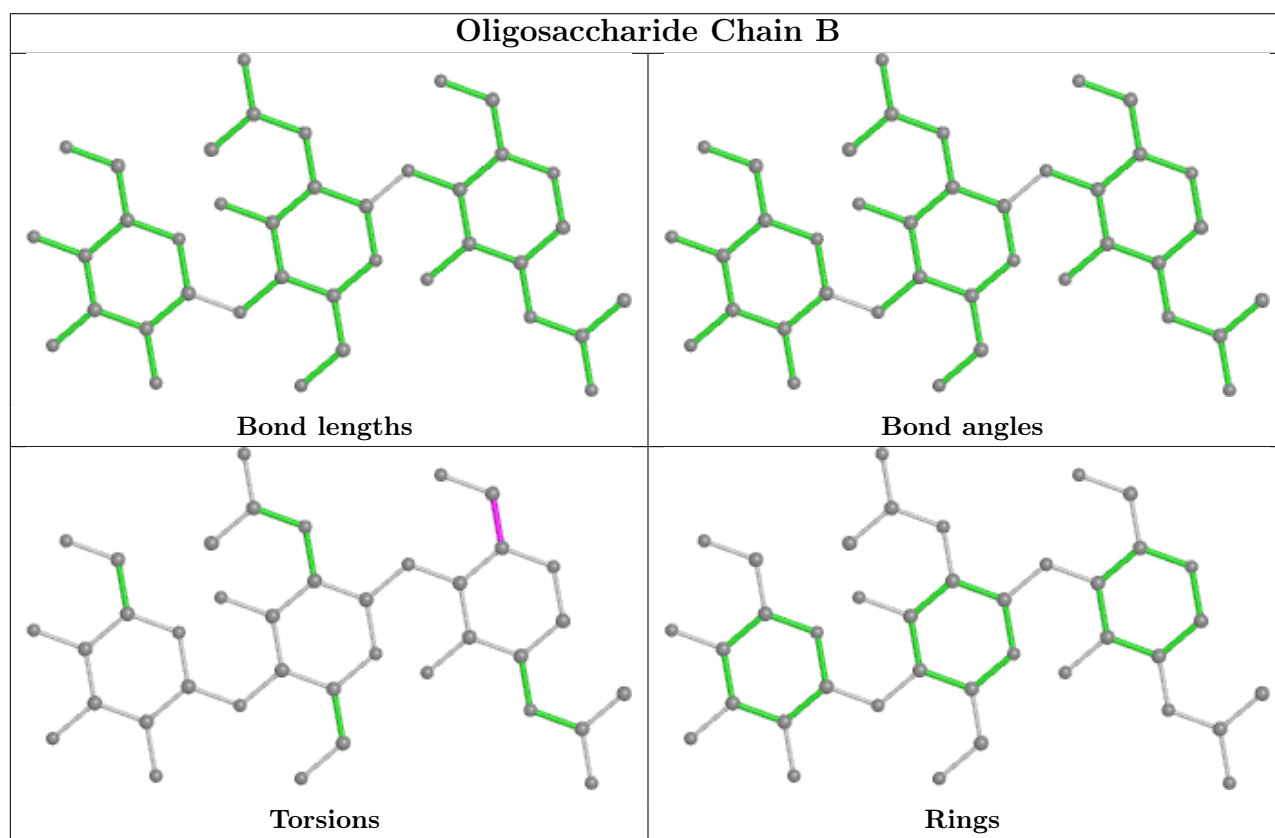 Oligosaccharide Chain B
Bond lengths
Bond angles
Torsions
Rings